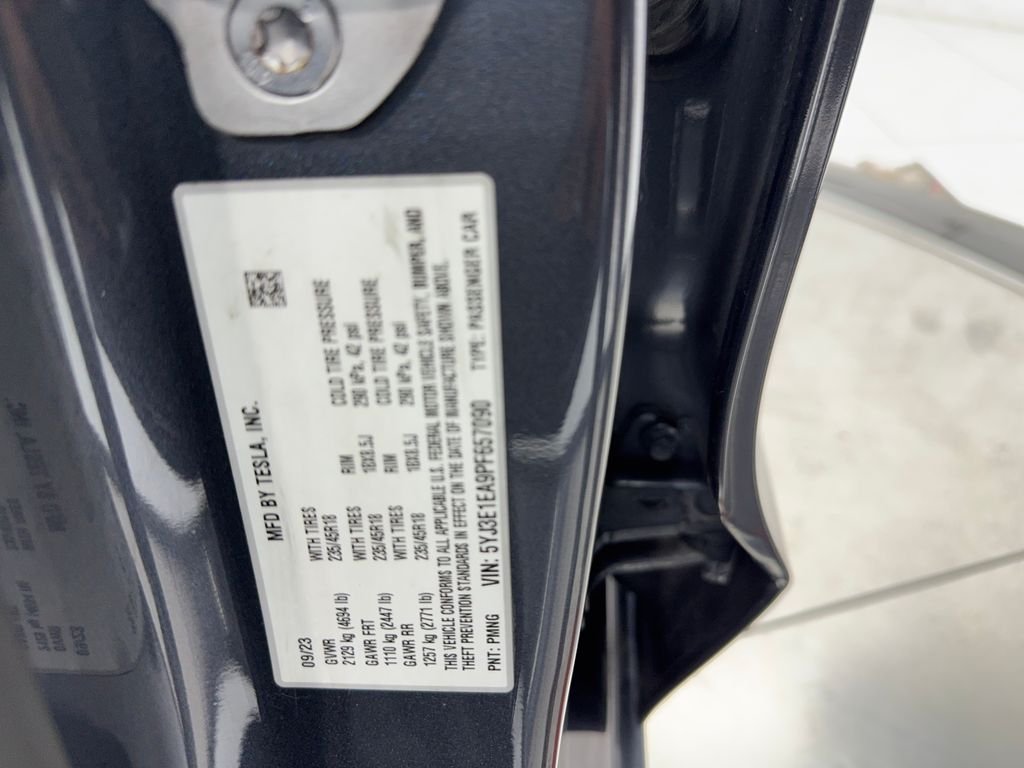 MFD BY TESLA, INC.
09/23
GVWR WITH TIRES RIM COLD TIRE PRESSURE
2129 kg (4694 lb) 235/45R18 18X8.5J 290 kPa, 42 psi
GAWR FRT WITH TIRES RIM COLD TIRE PRESSURE
1110 kg (2447 lb) 235/45R18 18X8.5J 290 kPa, 42 psi
GAWR RR
1257 kg (2771 lb)
THIS VEHICLE CONFORMS TO ALL APPLICABLE U.S. FEDERAL MOTOR VEHICLE SAFETY, BUMPER, AND
THEFT PREVENTION STANDARDS IN EFFECT ON THE DATE OF MANUFACTURE SHOWN ABOVE.
PNT: PMNG VIN: 5YJ3E1EA9PF657090 TYPE: PASSENGER CAR